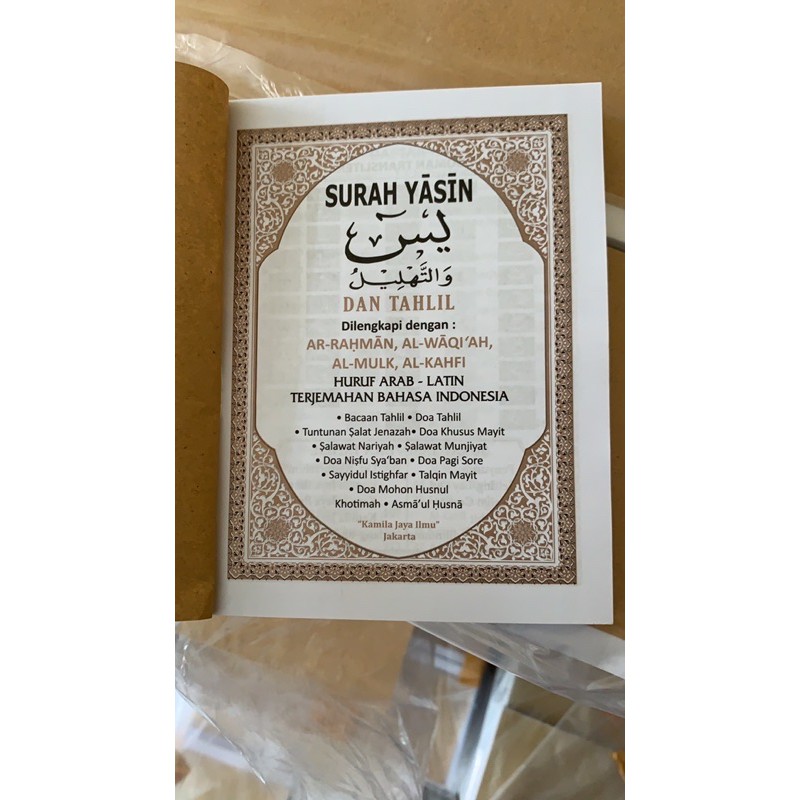 SURAH YĀSĪN
يس
وَالتَّهْلِيْلُ
DAN TAHLIL
Dilengkapi dengan :
AR-RAḤMĀN, AL-WĀQI‘AH,
AL-MULK, AL-KAHFI
HURUF ARAB - LATIN
TERJEMAHAN BAHASA INDONESIA
• Bacaan Tahlil • Doa Tahlil
• Tuntunan Ṣalat Jenazah• Doa Khusus Mayit
• Ṣalawat Nariyah • Ṣalawat Munjiyat
• Doa Niṣfu Sya‘ban • Doa Pagi Sore
• Sayyidul Istighfar • Talqin Mayit
• Doa Mohon Husnul
Khotimah • Asmā’ul Ḥusnā
“Kamila Jaya Ilmu”
Jakarta